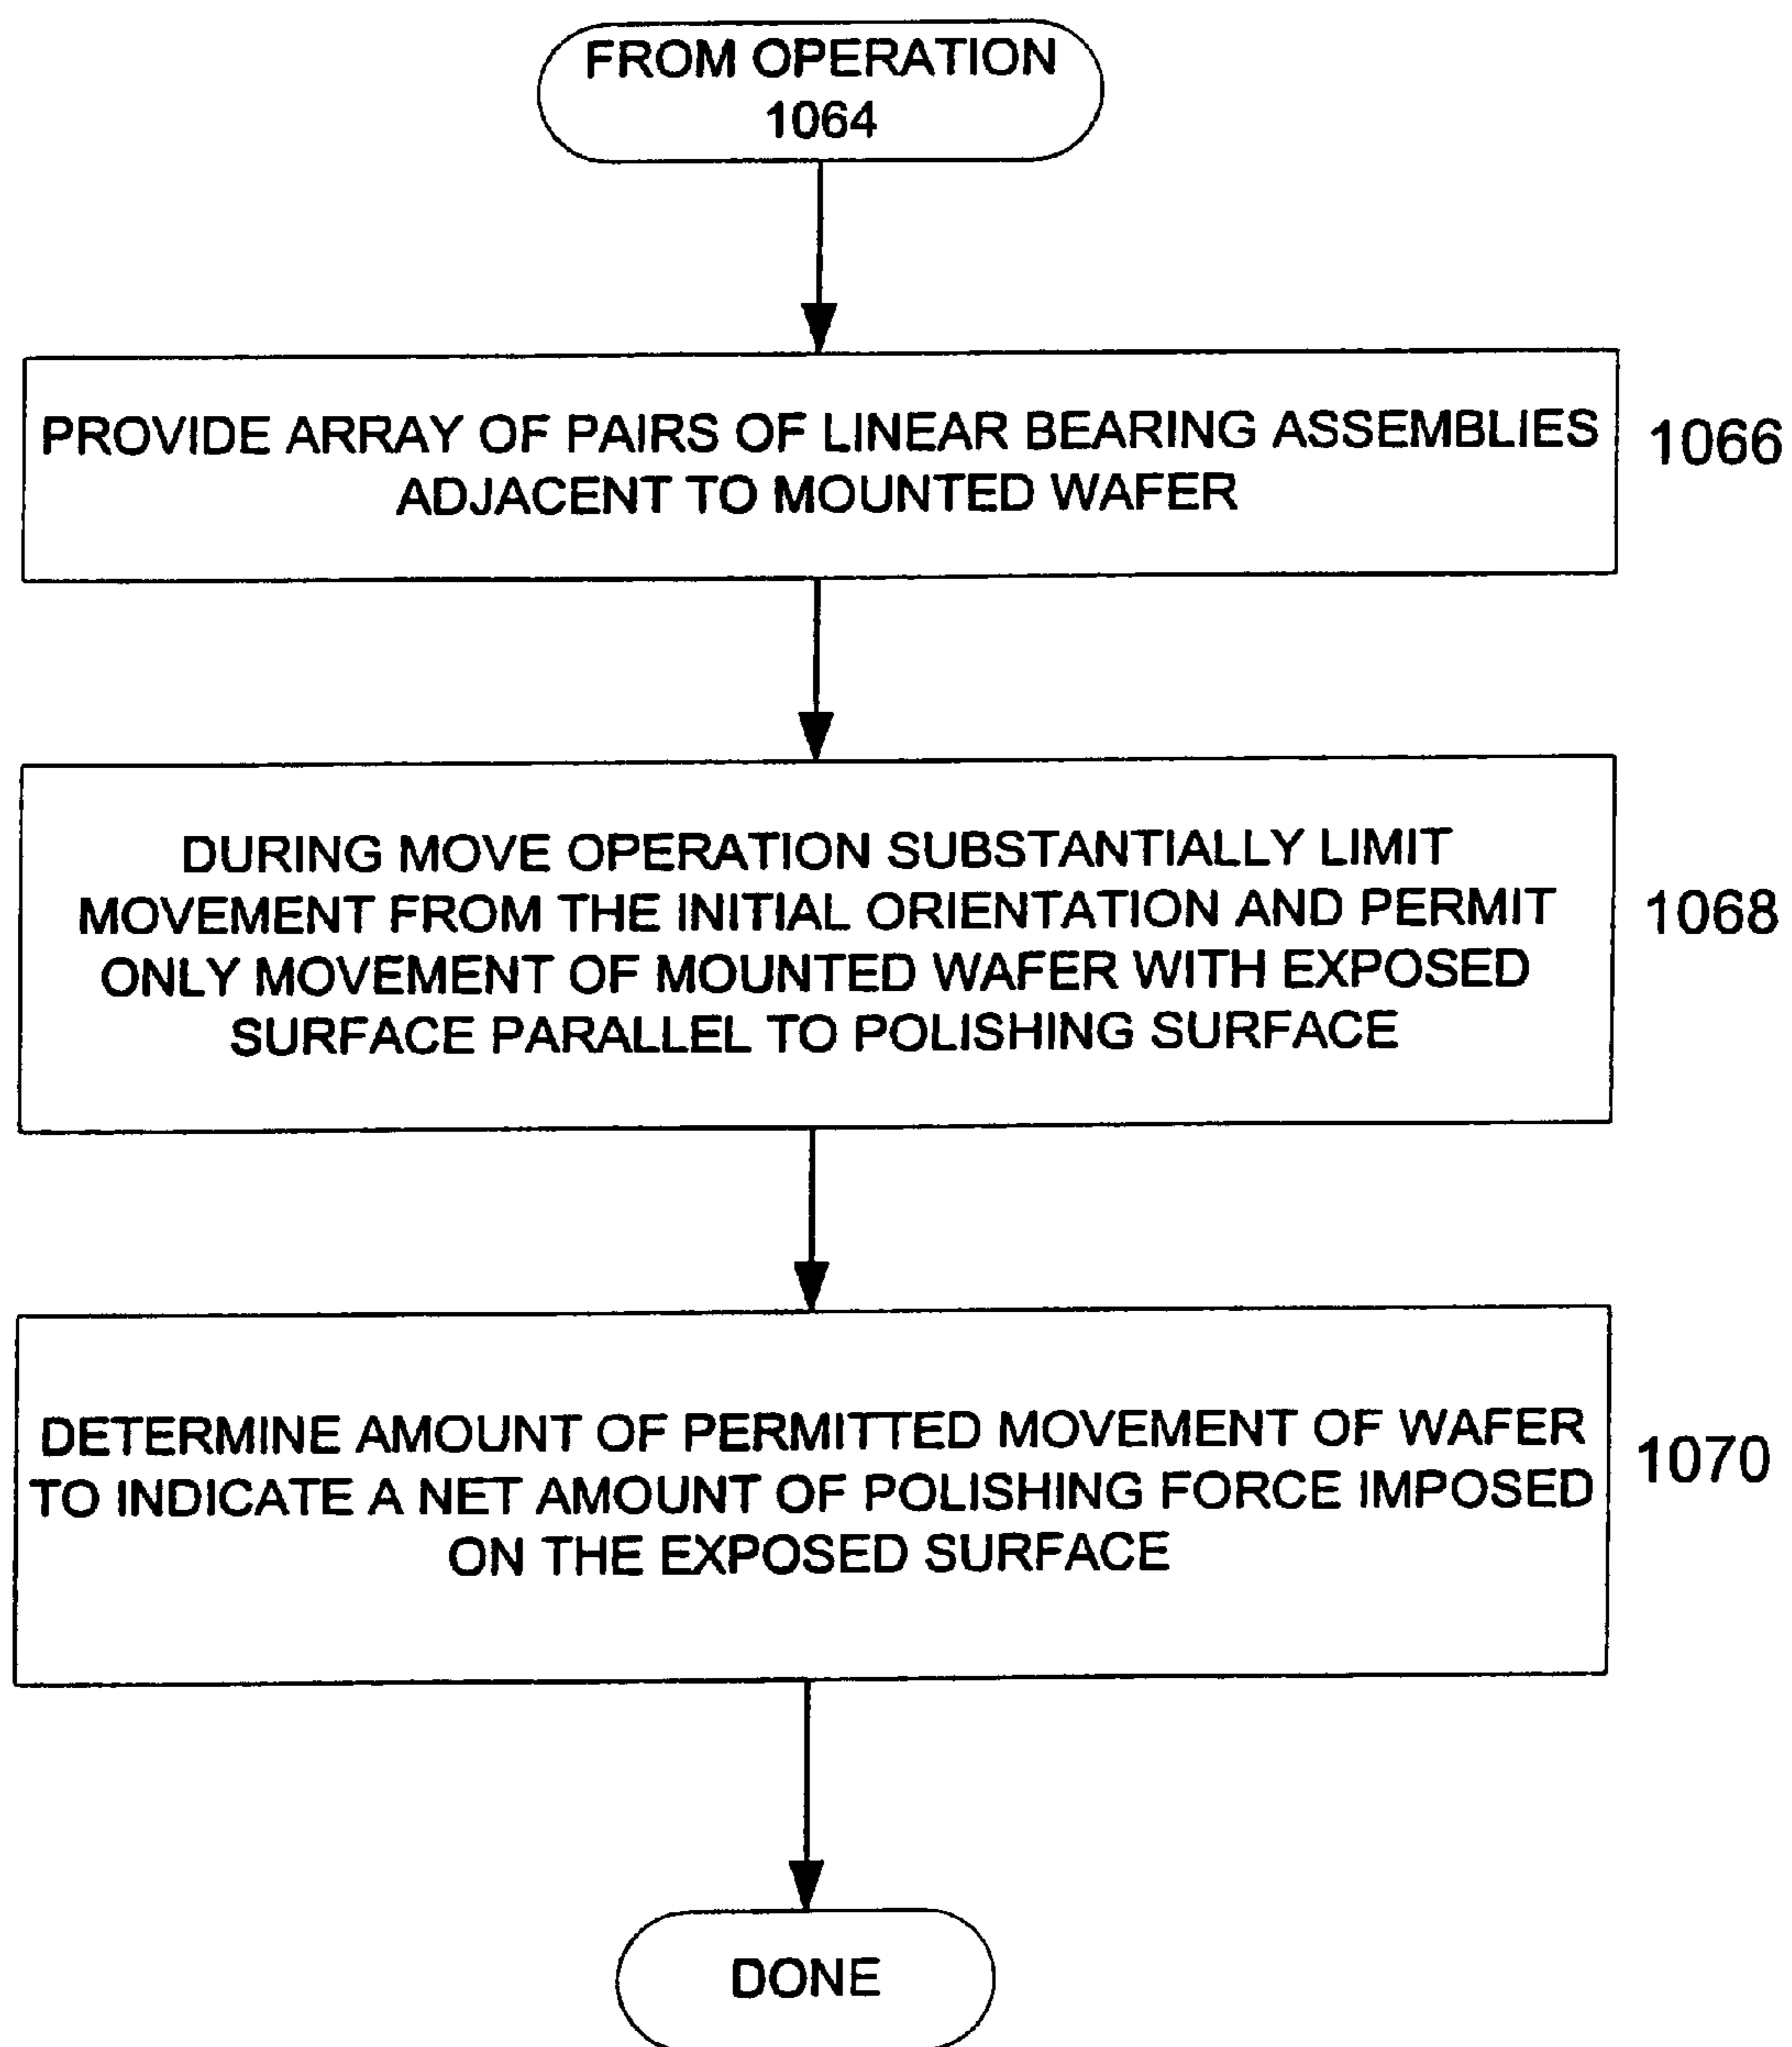 FROM OPERATION
1064
PROVIDE ARRAY OF PAIRS OF LINEAR BEARING ASSEMBLIES
ADJACENT TO MOUNTED WAFER
1066
DURING MOVE OPERATION SUBSTANTIALLY LIMIT
MOVEMENT FROM THE INITIAL ORIENTATION AND PERMIT
ONLY MOVEMENT OF MOUNTED WAFER WITH EXPOSED
SURFACE PARALLEL TO POLISHING SURFACE
1068
DETERMINE AMOUNT OF PERMITTED MOVEMENT OF WAFER
TO INDICATE A NET AMOUNT OF POLISHING FORCE IMPOSED
ON THE EXPOSED SURFACE
1070
DONE